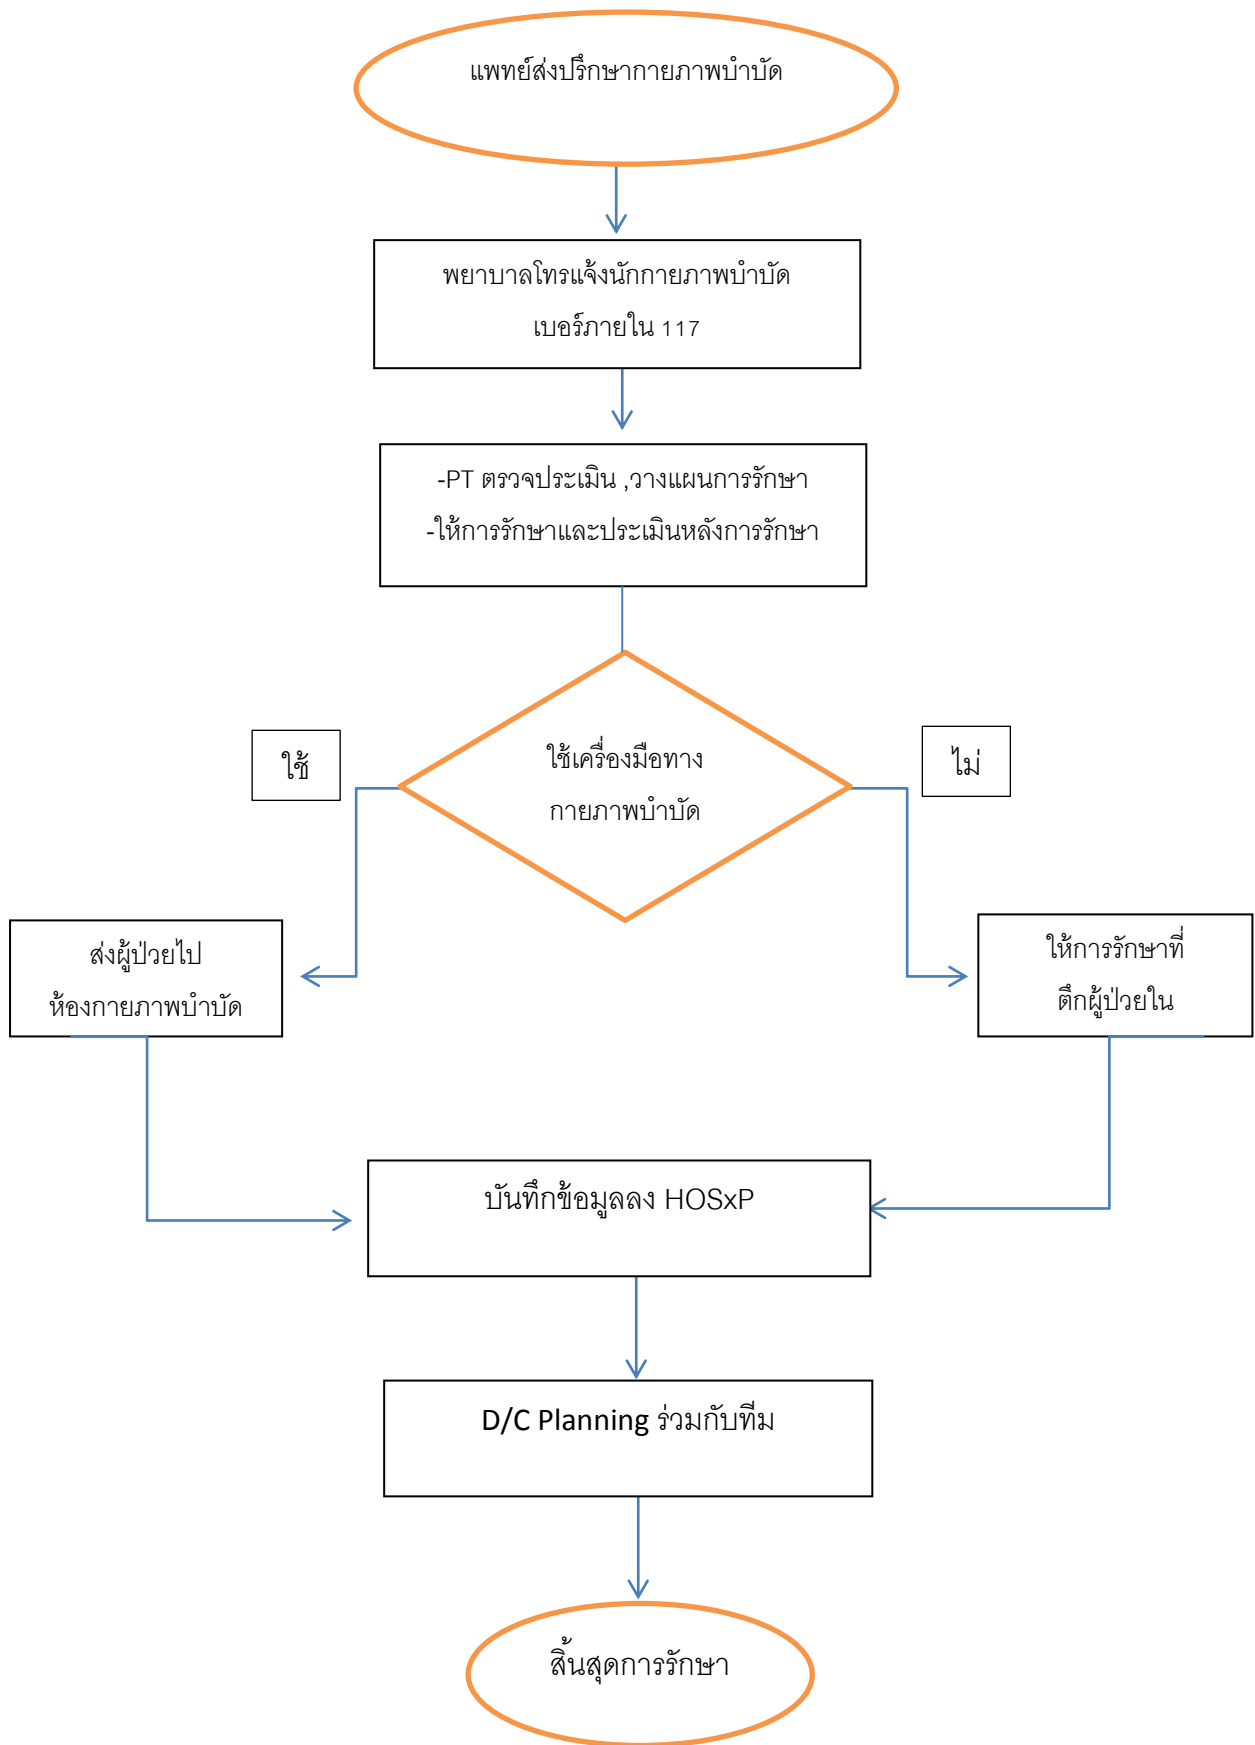 แพทย์ส่งปรึกษากายภาพบำบัด
พยาบาลโทรแจ้งนักกายภาพบำบัด
เบอร์ภายใน 117
-PT ตรวจประเมิน ,วางแผนการรักษา
-ให้การรักษาและประเมินหลังการรักษา
ใช้
ใช้เครื่องมือทาง
กายภาพบำบัด
ไม่
ส่งผู้ป่วยไป
ห้องกายภาพบำบัด
ให้การรักษาที่
ตึกผู้ป่วยใน
บันทึกข้อมูลลง HOSxP
D/C Planning ร่วมกับทีม
สิ้นสุดการรักษา